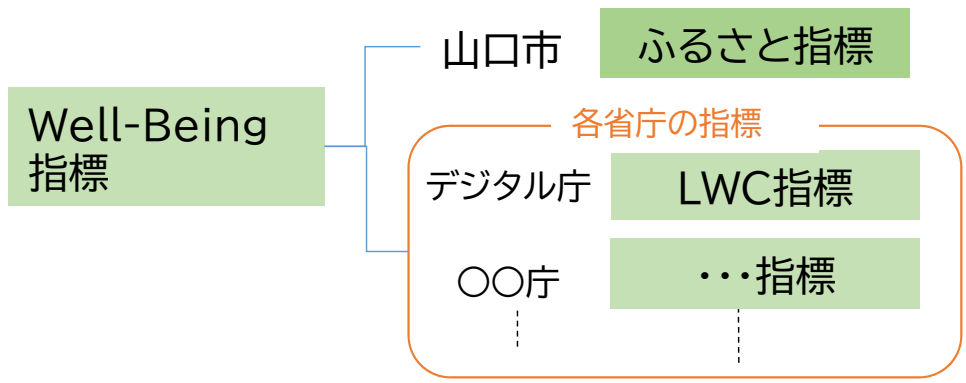 Well-Being
指標
山口市
ふるさと指標
各省庁の指標
デジタル庁
LWC指標
〇〇庁
・・・指標